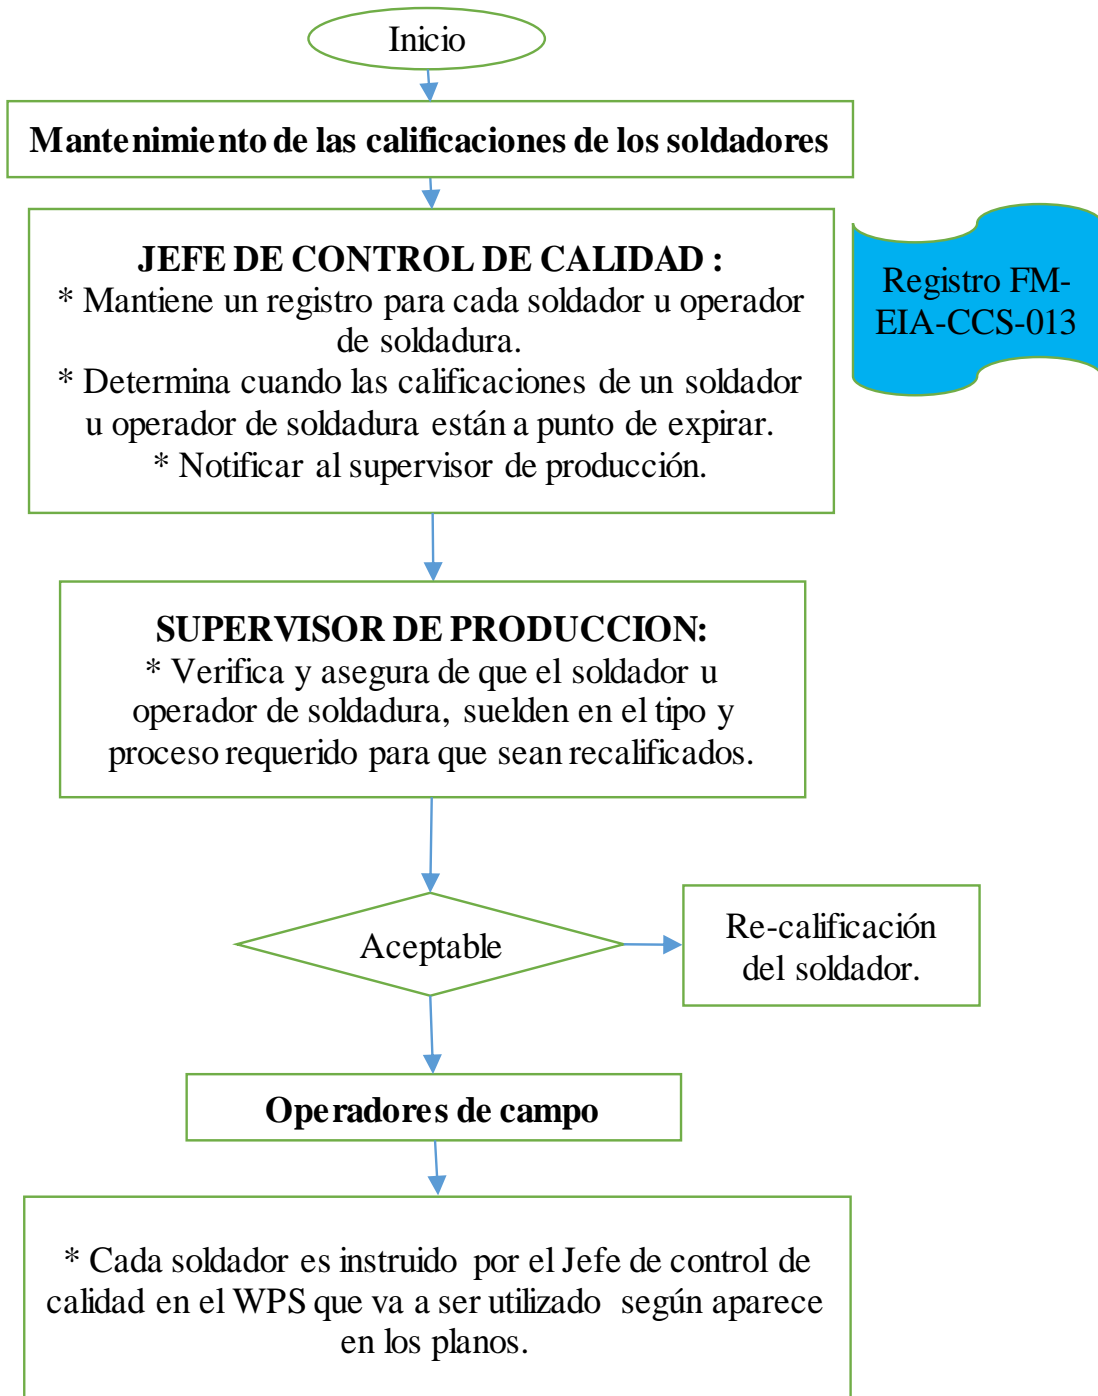 Inicio
Mantenimiento de las calificaciones de los soldadores
JEFE DE CONTROL DE CALIDAD :
* Mantiene un registro para cada soldador u operador
de soldadura.
* Determina cuando las calificaciones de un soldador
u operador de soldadura están a punto de expirar.
* Notificar al supervisor de producción.
Registro FM-
EIA-CCS-013
SUPERVISOR DE PRODUCCION:
* Verifica y asegura de que el soldador u
operador de soldadura, suelden en el tipo y
proceso requerido para que sean recalificados.
Aceptable
Re-calificación
del soldador.
Operadores de campo
* Cada soldador es instruido por el Jefe de control de
calidad en el WPS que va a ser utilizado según aparece
en los planos.